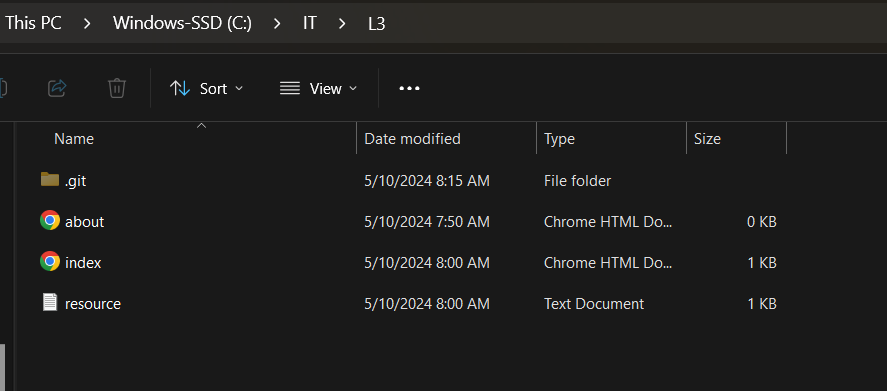 This PC > Windows-SSD (C:) > IT > L3
Sort View
Name Date modified Type Size
.git 5/10/2024 8:15 AM File folder
about 5/10/2024 7:50 AM Chrome HTML Do... 0 KB
index 5/10/2024 8:00 AM Chrome HTML Do... 1 KB
resource 5/10/2024 8:00 AM Text Document 1 KB